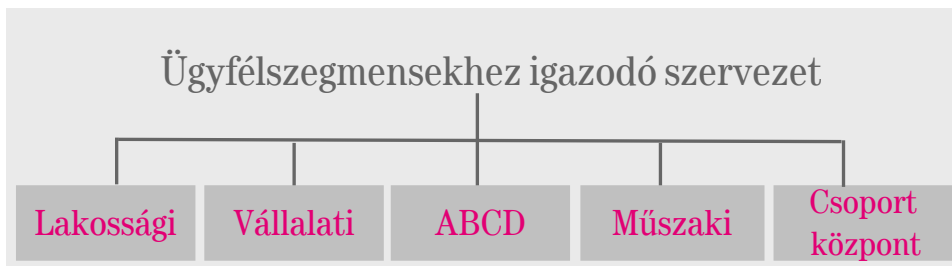 Ügyfélszegmensekhez igazodó szervezet
Lakossági
Vállalati
ABCD
Műszaki
Csoport
központ